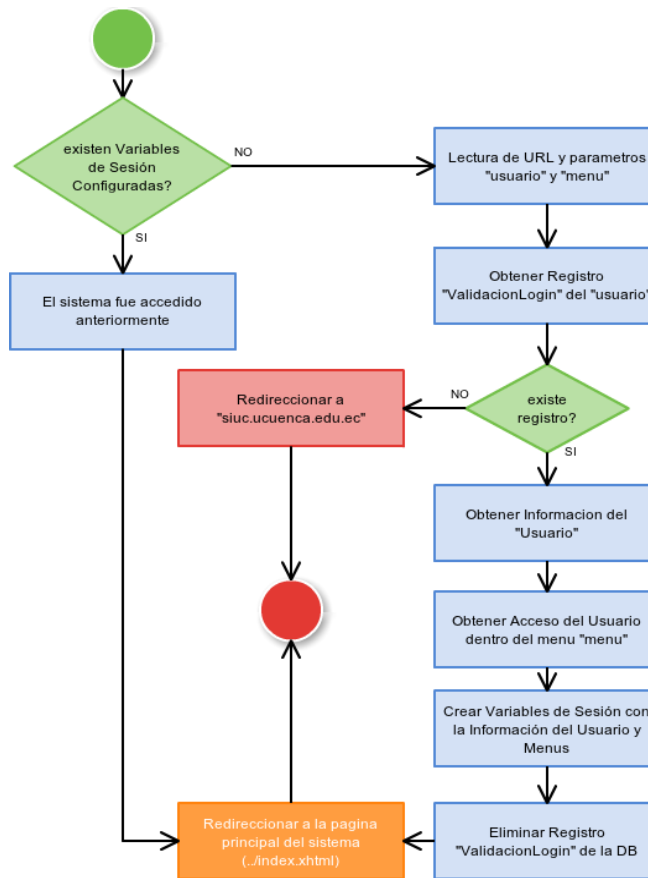 existen Variables
de Sesión
Configuradas?
NO
SI
Lectura de URL y parametros
"usuario" y "menu"
El sistema fue accedido
anteriormente
Obtener Registro
"ValidacionLogin" del "usuario"
existe
registro?
NO
SI
Redireccionar a
"siuc.ucuenca.edu.ec"
Obtener Informacion del
"Usuario"
Obtener Acceso del Usuario
dentro del menu "menu"
Crear Variables de Sesión con
la Información del Usuario y
Menus
Eliminar Registro
"ValidacionLogin" de la DB
Redireccionar a la pagina
principal del sistema
(../index.xhtml)